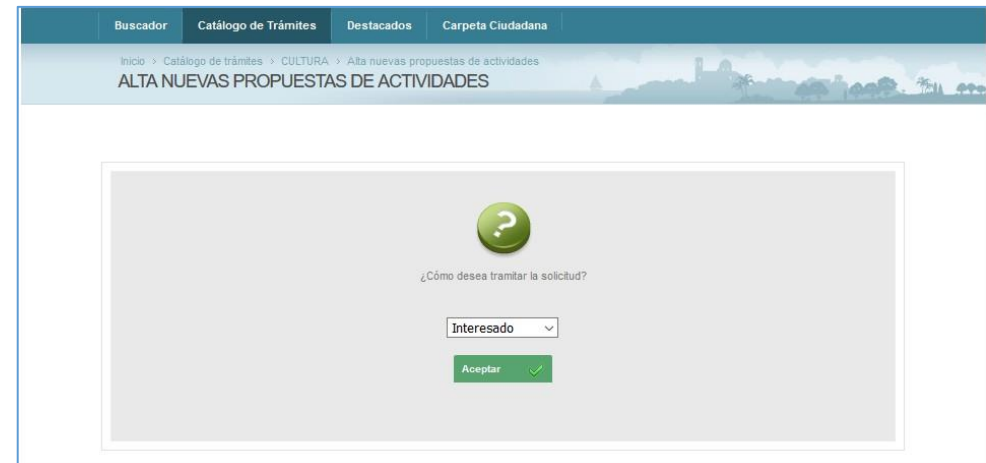 Buscador Catálogo de Trámites Destacados Carpeta Ciudadana
Inicio > Catálogo de trámites > CULTURA > Alta nuevas propuestas de actividades
ALTA NUEVAS PROPUESTAS DE ACTIVIDADES
?
¿Cómo desea tramitar la solicitud?
Interesado
Aceptar